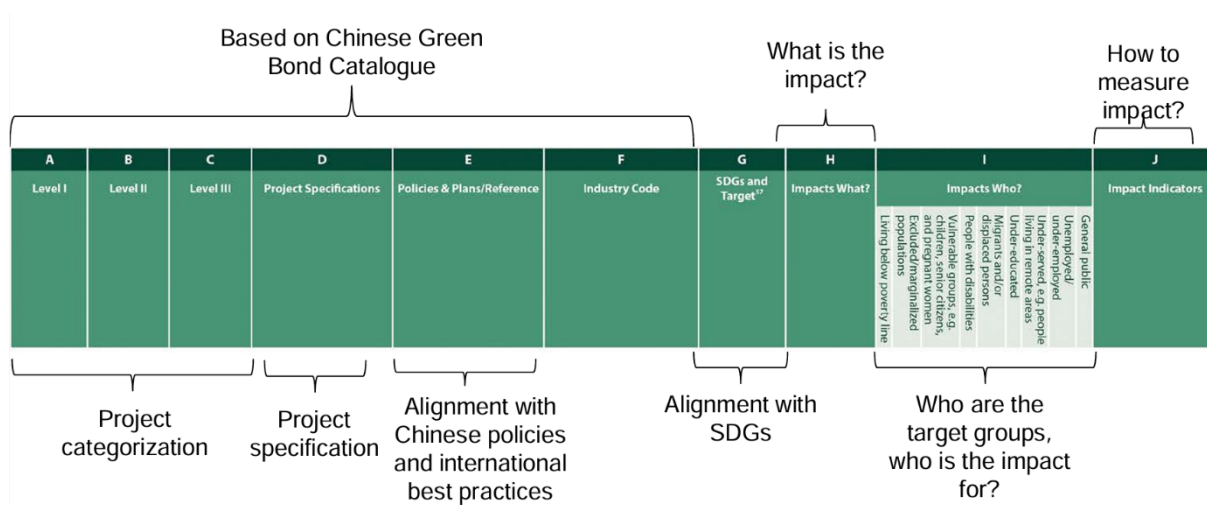 Based on Chinese Green
Bond Catalogue
What is the
impact?
How to
measure
impact?
A
B
C
D
E
F
G
H
I
J
Level I
Level II
Level III
Project Specifications
Policies & Plans/Reference
Industry Code
SDGs and
Target⁵⁷
Impacts What?
Impacts Who?
Impact Indicators
Living below poverty line
Excluded/marginalized
populations
Vulnerable groups, e.g.
children, senior citizens,
and pregnant women
People with disabilities
Migrants and/or
displaced persons
Under-educated
Under-served, e.g. people
living in remote areas
Unemployed/
under-employed
General public
Project
categorization
Project
specification
Alignment with
Chinese policies
and international
best practices
Alignment with
SDGs
Who are the
target groups,
who is the impact
for?